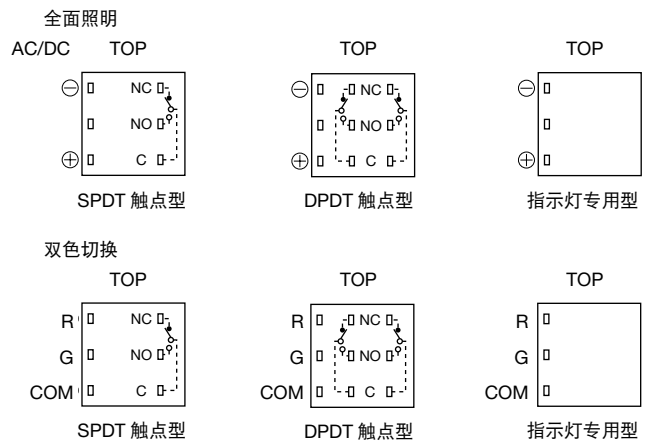 全面照明
AC/DC TOP TOP TOP
⊖ NC ⊖ NC ⊖
NO NO
⊕ C ⊕ C ⊕
SPDT 触点型 DPDT 触点型 指示灯专用型
双色切换
TOP TOP TOP
R NC R NC R
G NO G NO G
COM C COM C COM
SPDT 触点型 DPDT 触点型 指示灯专用型